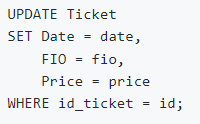 UPDATE Ticket
SET Date = date,
    FIO = fio,
    Price = price
WHERE id_ticket = id;